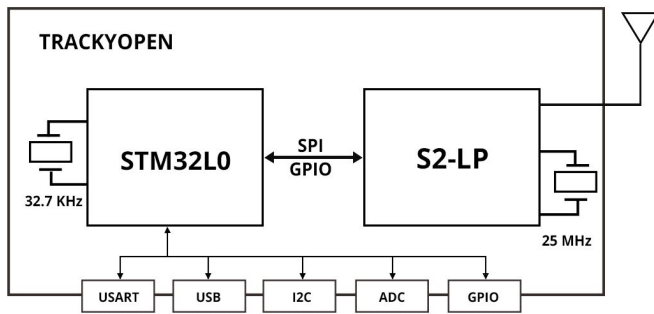 TRACKYOPEN
STM32L0
SPI
GPIO
S2-LP
32.7 KHz
25 MHz
USART
USB
I2C
ADC
GPIO